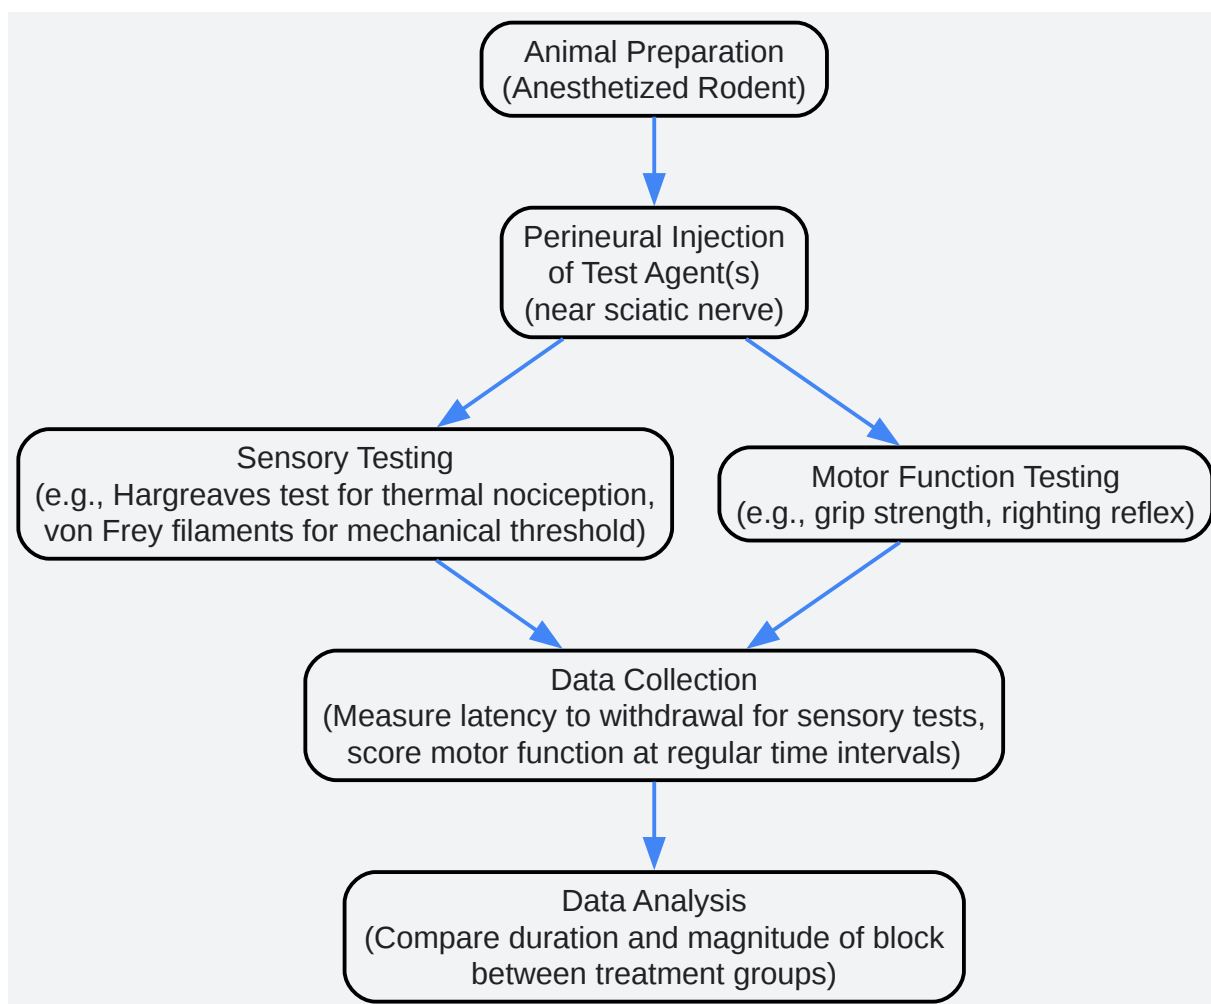 Animal Preparation
(Anesthetized Rodent)
Perineural Injection
of Test Agent(s)
(near sciatic nerve)
Sensory Testing
(e.g., Hargreaves test for thermal nociception,
von Frey filaments for mechanical threshold)
Motor Function Testing
(e.g., grip strength, righting reflex)
Data Collection
(Measure latency to withdrawal for sensory tests,
score motor function at regular time intervals)
Data Analysis
(Compare duration and magnitude of block
between treatment groups)